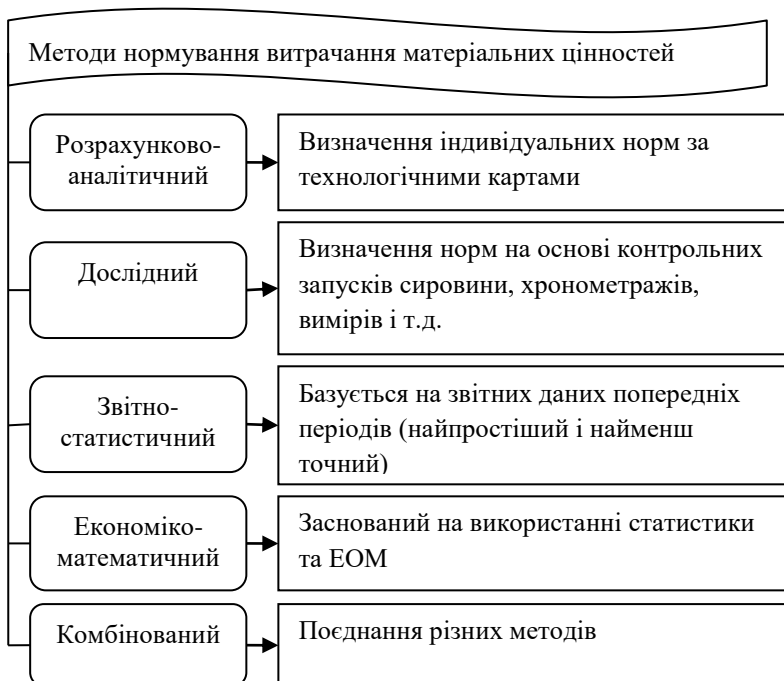 Методи нормування витрачання матеріальних цінностей
Розрахунково-
аналітичний
Визначення індивідуальних норм за
технологічними картами
Дослідний
Визначення норм на основі контрольних
запусків сировини, хронометражів,
вимірів і т.д.
Звітно-
статистичний
Базується на звітних даних попередніх
періодів (найпростіший і найменш
точний)
Економіко-
математичний
Заснований на використанні статистики
та ЕОМ
Комбінований
Поєднання різних методів